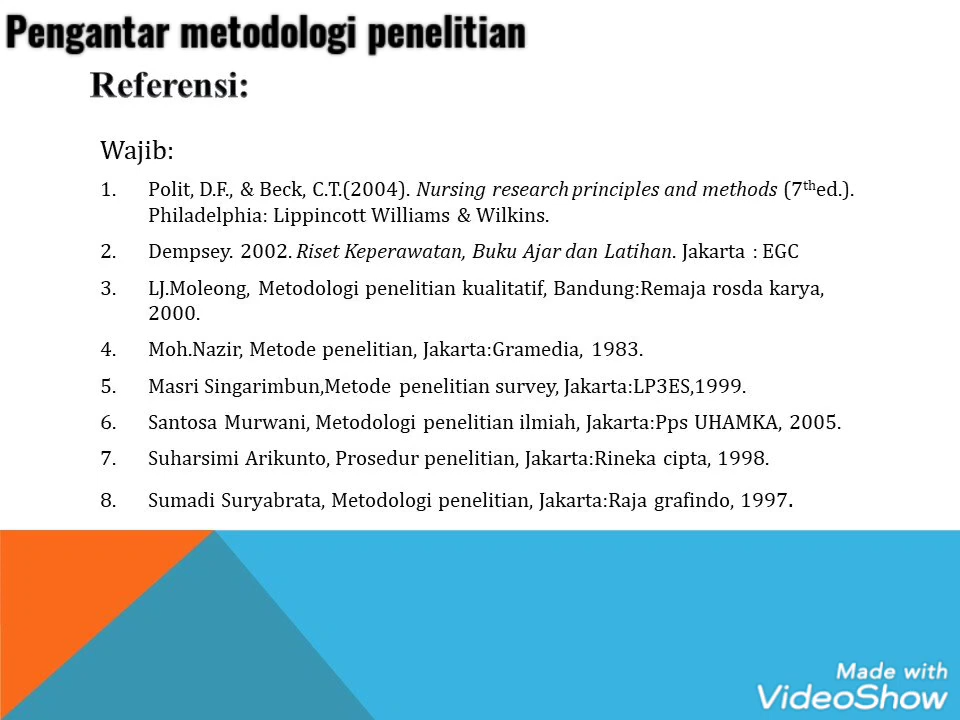 Pengantar metodologi penelitian
Referensi:
Wajib:
1. Polit, D.F., & Beck, C.T.(2004). Nursing research principles and methods (7thed.).
Philadelphia: Lippincott Williams & Wilkins.
2. Dempsey. 2002. Riset Keperawatan, Buku Ajar dan Latihan. Jakarta : EGC
3. LJ.Moleong, Metodologi penelitian kualitatif, Bandung:Remaja rosda karya,
2000.
4. Moh.Nazir, Metode penelitian, Jakarta:Gramedia, 1983.
5. Masri Singarimbun,Metode penelitian survey, Jakarta:LP3ES,1999.
6. Santosa Murwani, Metodologi penelitian ilmiah, Jakarta:Pps UHAMKA, 2005.
7. Suharsimi Arikunto, Prosedur penelitian, Jakarta:Rineka cipta, 1998.
8. Sumadi Suryabrata, Metodologi penelitian, Jakarta:Raja grafindo, 1997.
Made with
VideoShow